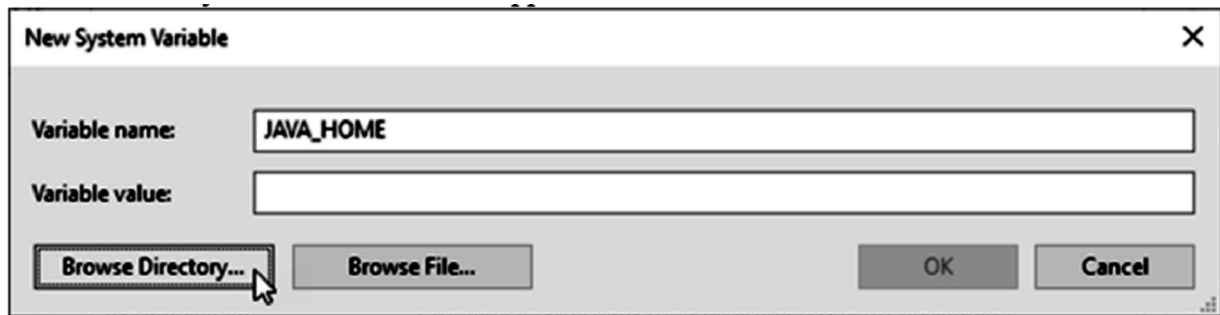 New System Variable
Variable name: JAVA_HOME
Variable value:
Browse Directory... Browse File... OK Cancel